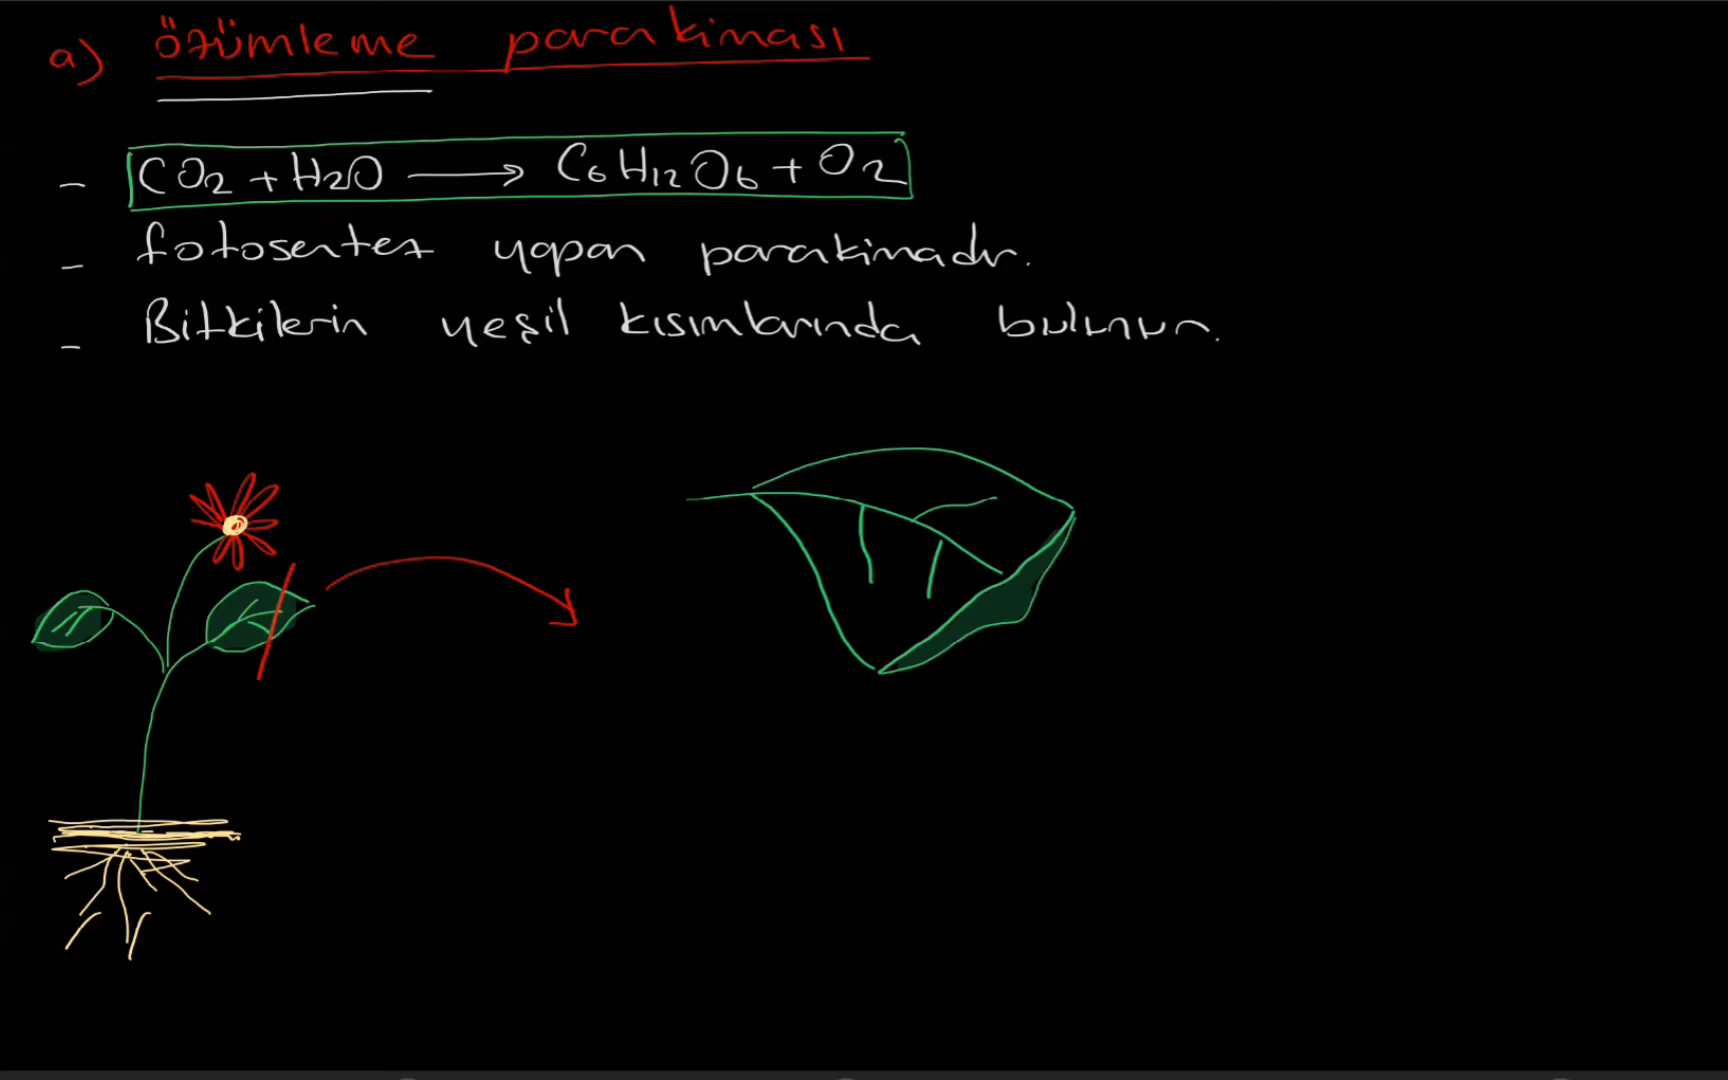 a) özümleme parankiması
- CO2 + H2O → C6H12O6 + O2
- fotosentez yapan parankimadır.
- Bitkilerin yeşil kısımlarında bulunur.